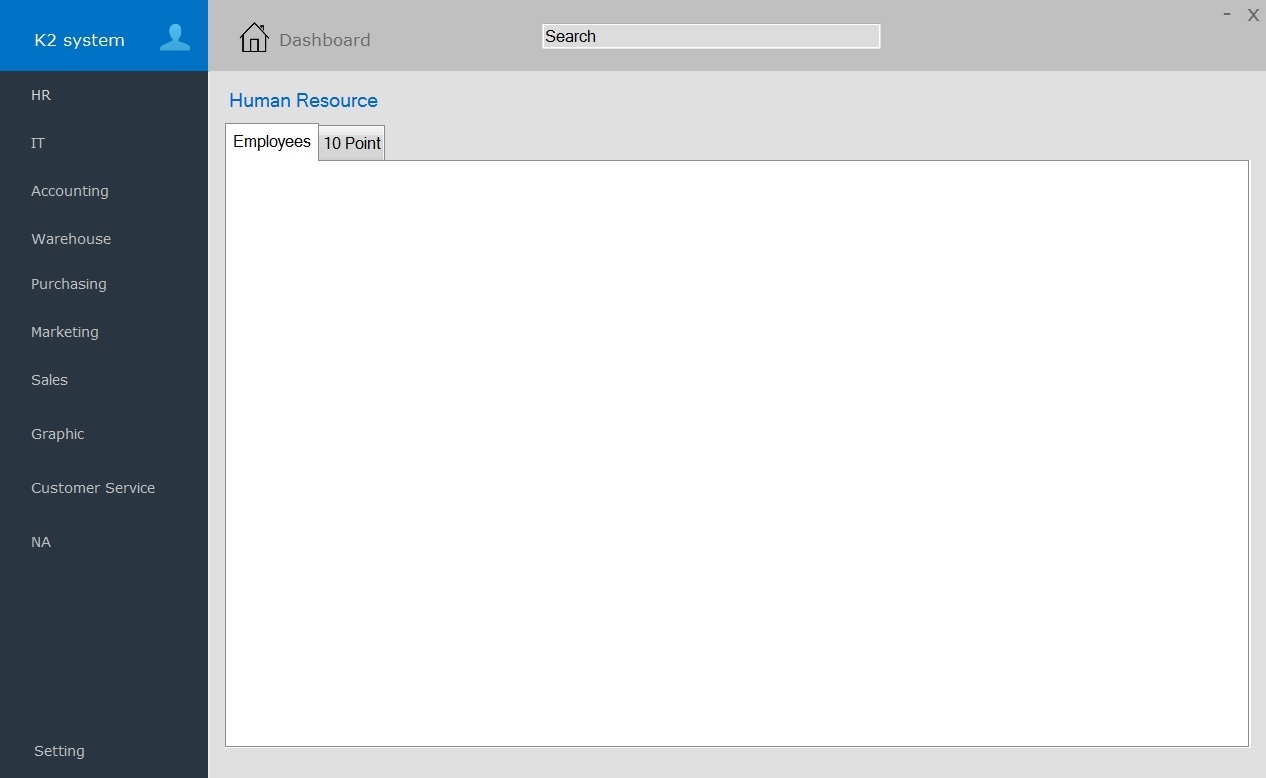 K2 system
Dashboard
Search
- X
HR
IT
Accounting
Warehouse
Purchasing
Marketing
Sales
Graphic
Customer Service
NA
Setting
Human Resource
Employees
10 Point